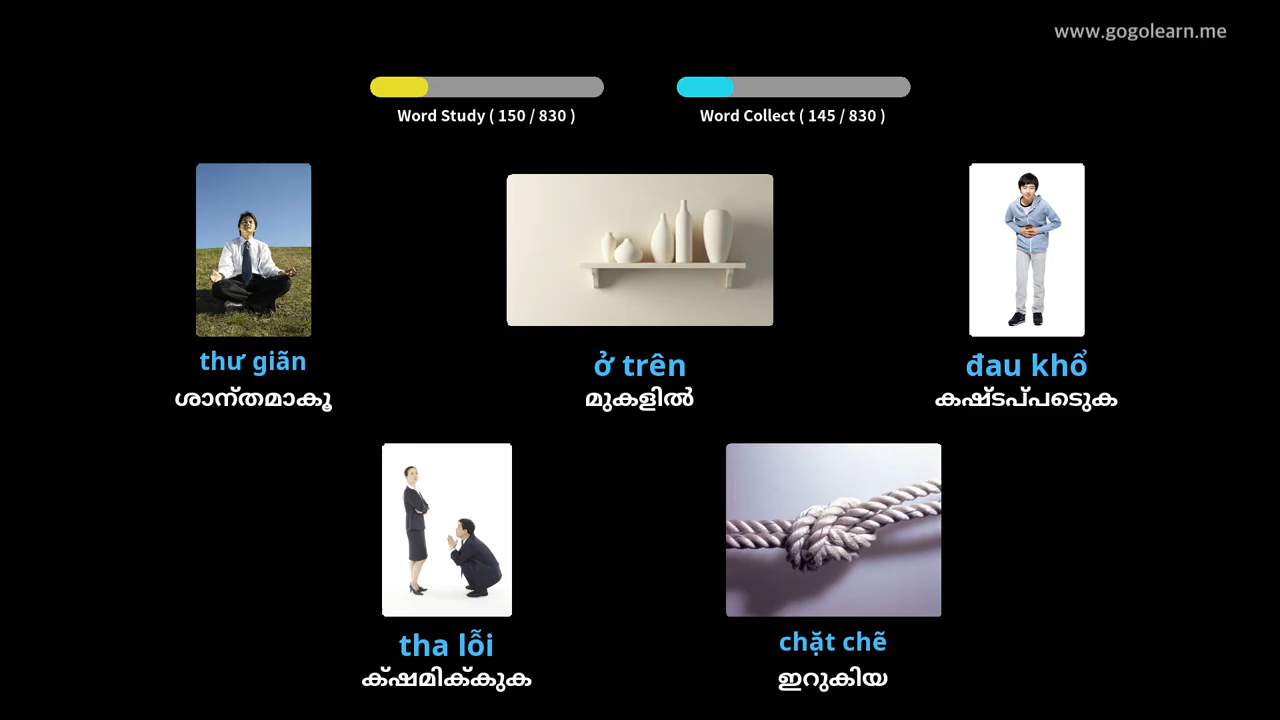 www.gogolearn.me
Word Study ( 150 / 830 )
Word Collect ( 145 / 830 )
thư giãn
ശാന്തമാകൂ
ở trên
മുകളിൽ
đau khổ
കഷ്ടപ്പെടുക
tha lỗi
ക്ഷമിക്കുക
chặt chẽ
ഇറുകിയ